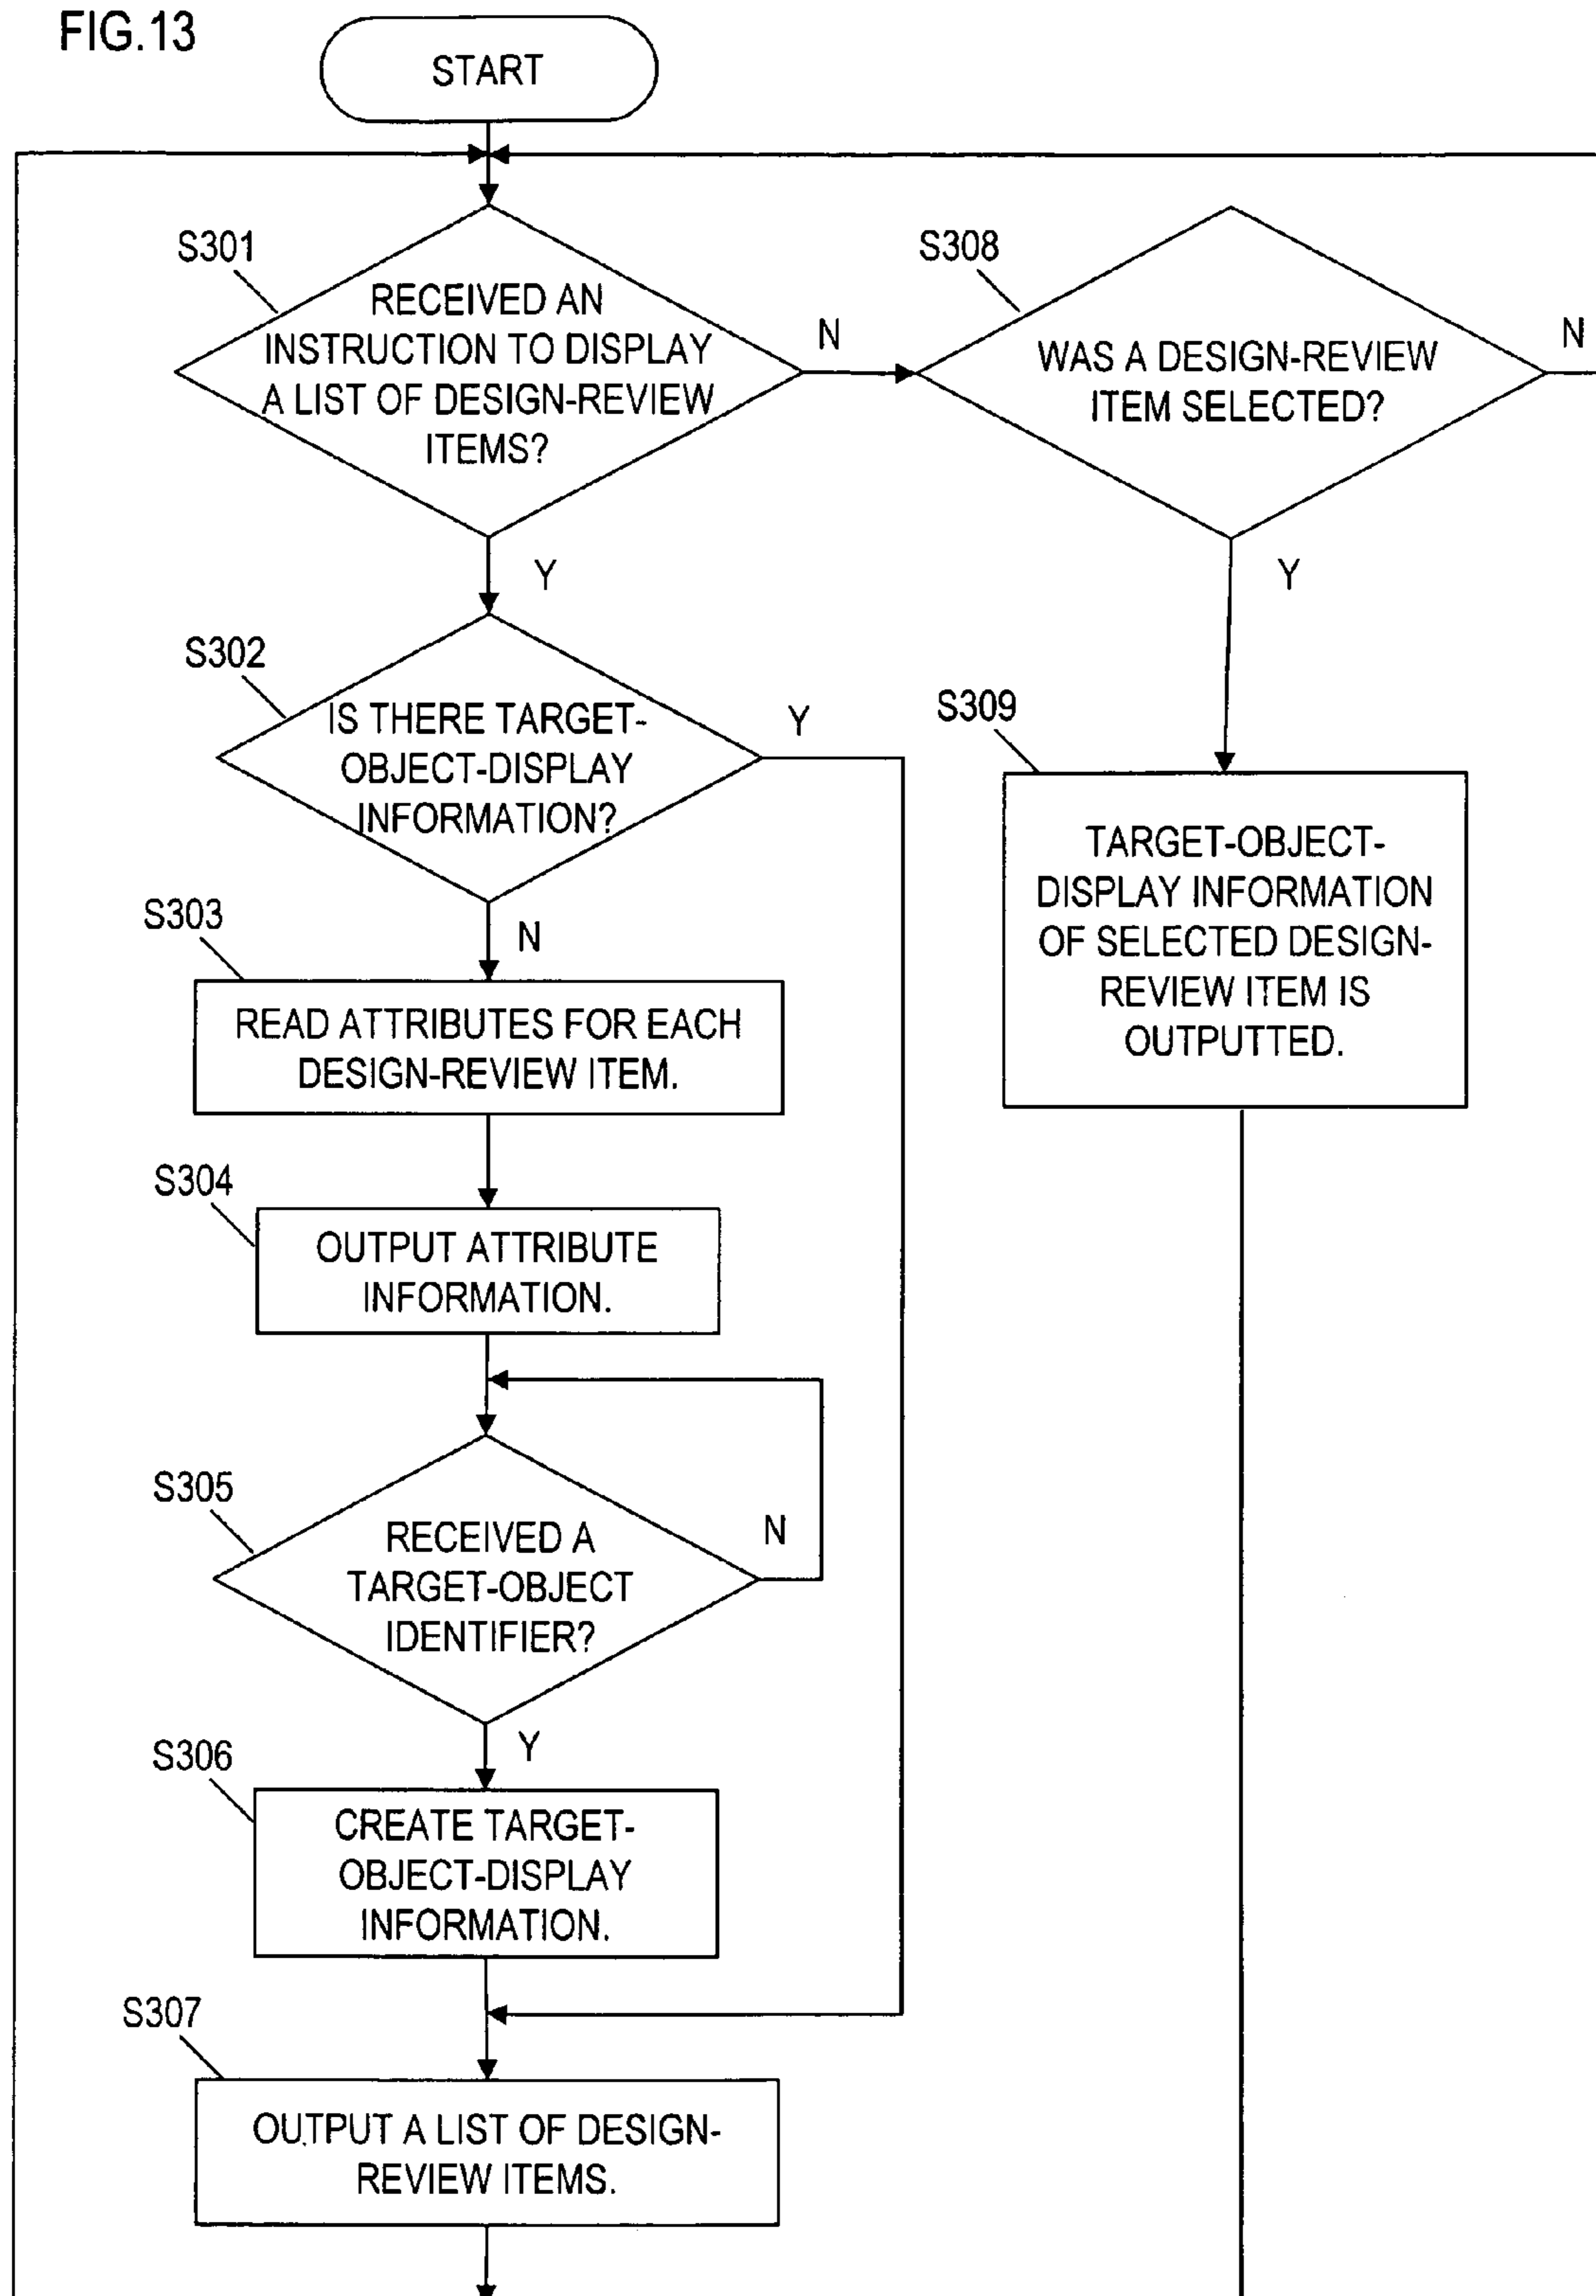 FIG.13
START
S301
RECEIVED AN
INSTRUCTION TO DISPLAY
A LIST OF DESIGN-REVIEW
ITEMS?
N
Y
S308
WAS A DESIGN-REVIEW
ITEM SELECTED?
N
Y
S302
IS THERE TARGET-
OBJECT-DISPLAY
INFORMATION?
Y
N
S309
TARGET-OBJECT-
DISPLAY INFORMATION
OF SELECTED DESIGN-
REVIEW ITEM IS
OUTPUTTED.
S303
READ ATTRIBUTES FOR EACH
DESIGN-REVIEW ITEM.
S304
OUTPUT ATTRIBUTE
INFORMATION.
S305
RECEIVED A
TARGET-OBJECT
IDENTIFIER?
N
Y
S306
CREATE TARGET-
OBJECT-DISPLAY
INFORMATION.
S307
OUTPUT A LIST OF DESIGN-
REVIEW ITEMS.